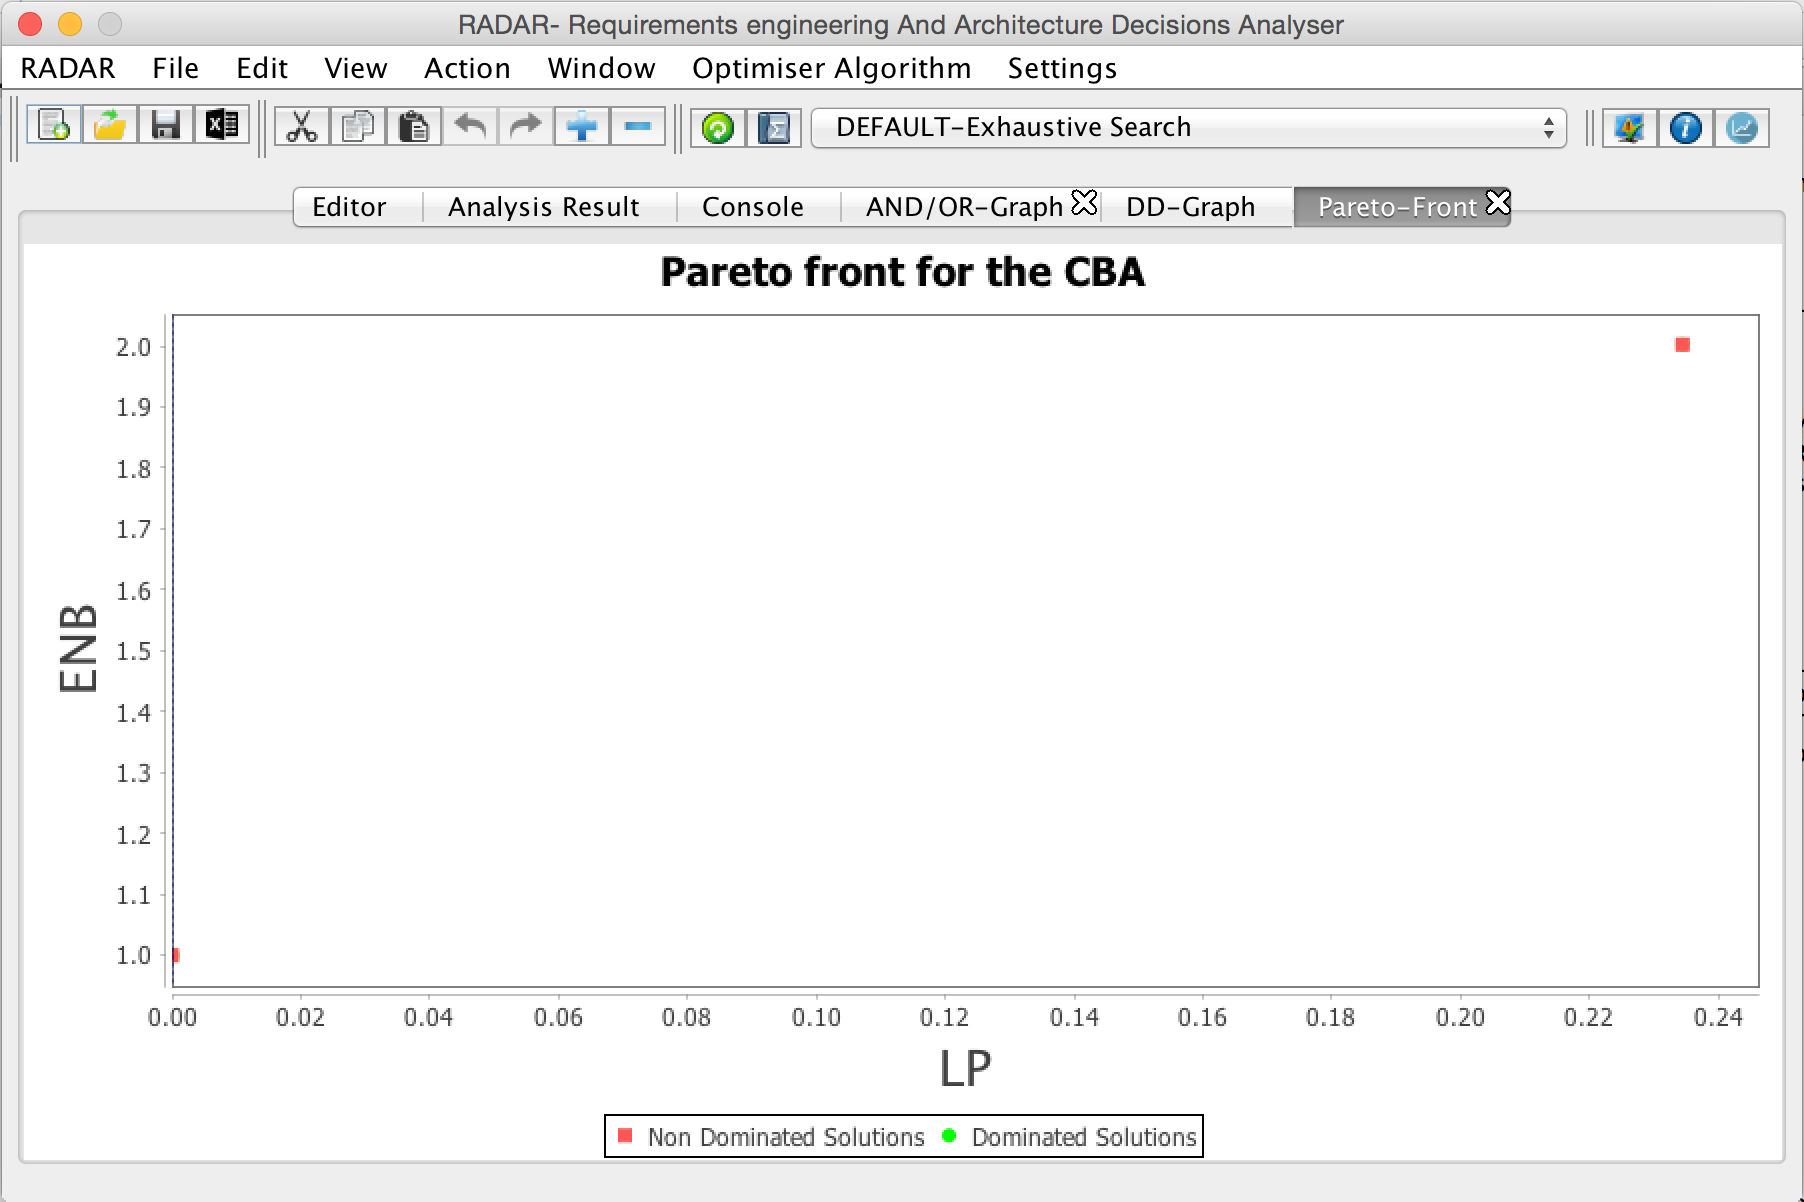 RADAR- Requirements engineering And Architecture Decisions Analyser
RADAR File Edit View Action Window Optimiser Algorithm Settings
DEFAULT-Exhaustive Search
Editor Analysis Result Console AND/OR-Graph DD-Graph Pareto-Front
Pareto front for the CBA
2.0
1.9
1.8
1.7
1.6
1.5
1.4
1.3
1.2
1.1
1.0
ENB
0.00 0.02 0.04 0.06 0.08 0.10 0.12 0.14 0.16 0.18 0.20 0.22 0.24
LP
Non Dominated Solutions Dominated Solutions